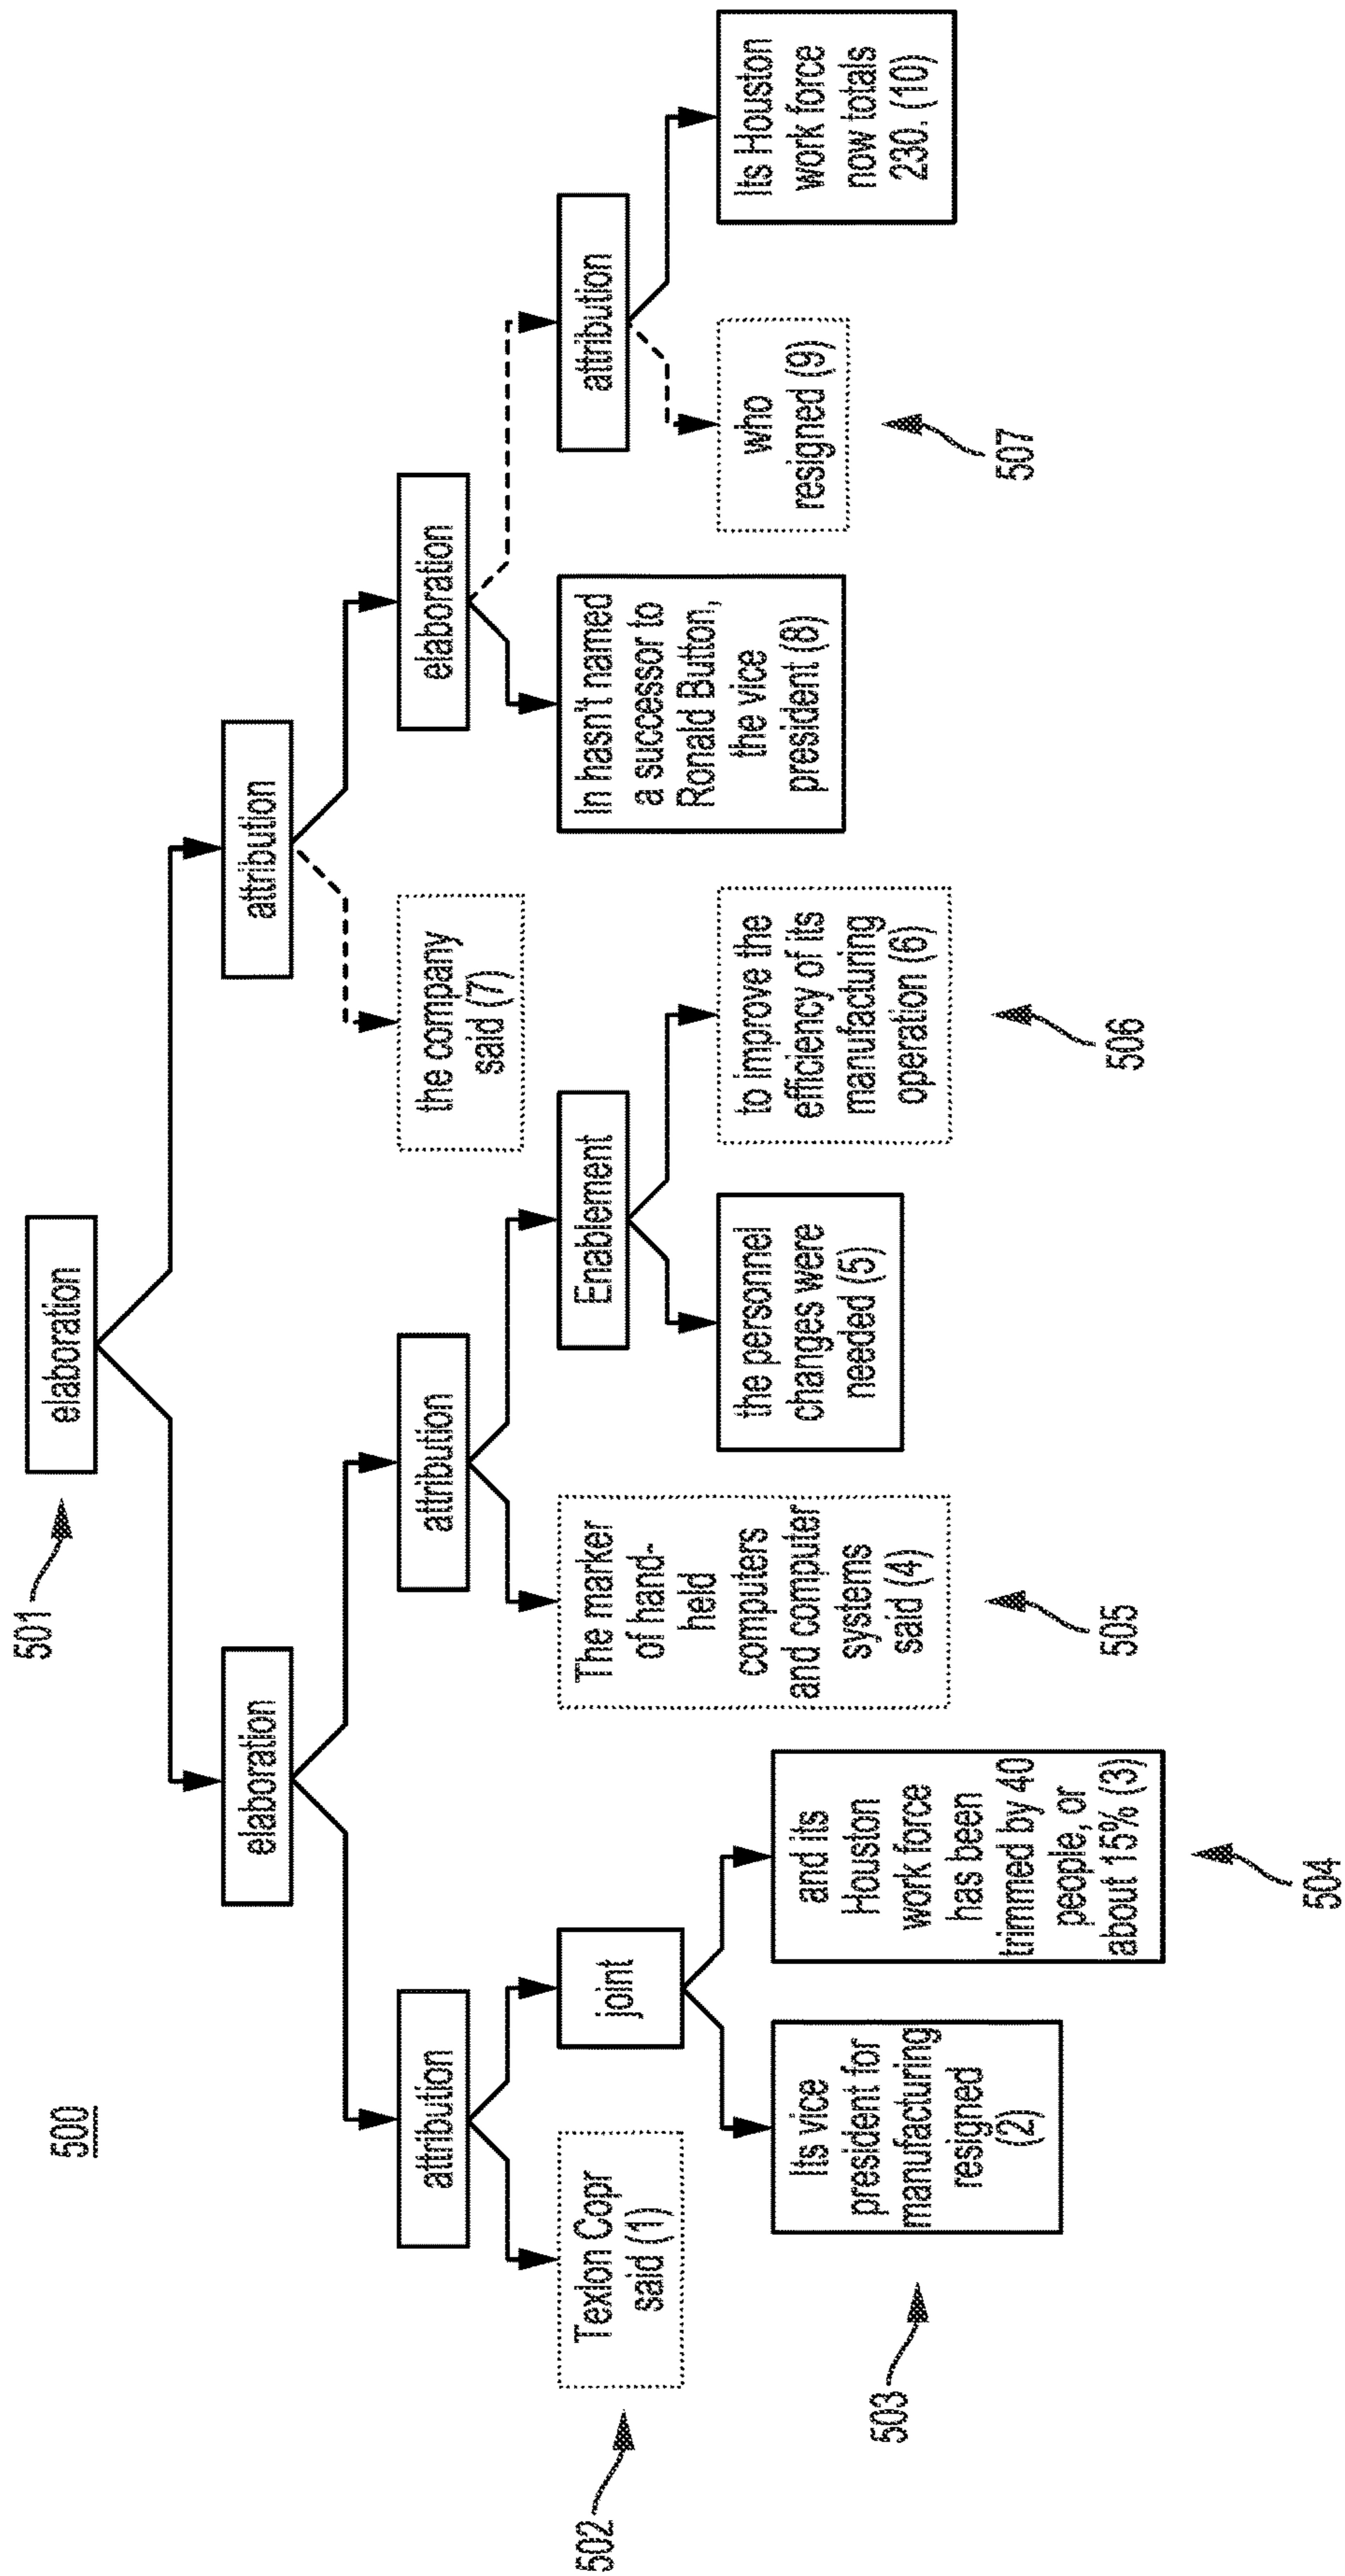 500
501
elaboration
elaboration
attribution
attribution
attribution
the company
said (7)
elaboration
502
Texlon Copr
said (1)
joint
The marker
of hand-
held
computers
and computer
systems
said (4)
Enablement
In hasn't named
a successor to
Ronald Button,
the vice
president (8)
attribution
503
Its vice
president for
manufacturing
resigned
(2)
and its
Houston
work force
has been
trimmed by 40
people, or
about 15% (3)
504
505
the personnel
changes were
needed (5)
to improve the
efficiency of its
manufacturing
operation (6)
506
who
resigned (9)
507
Its Houston
work force
now totals
230. (10)